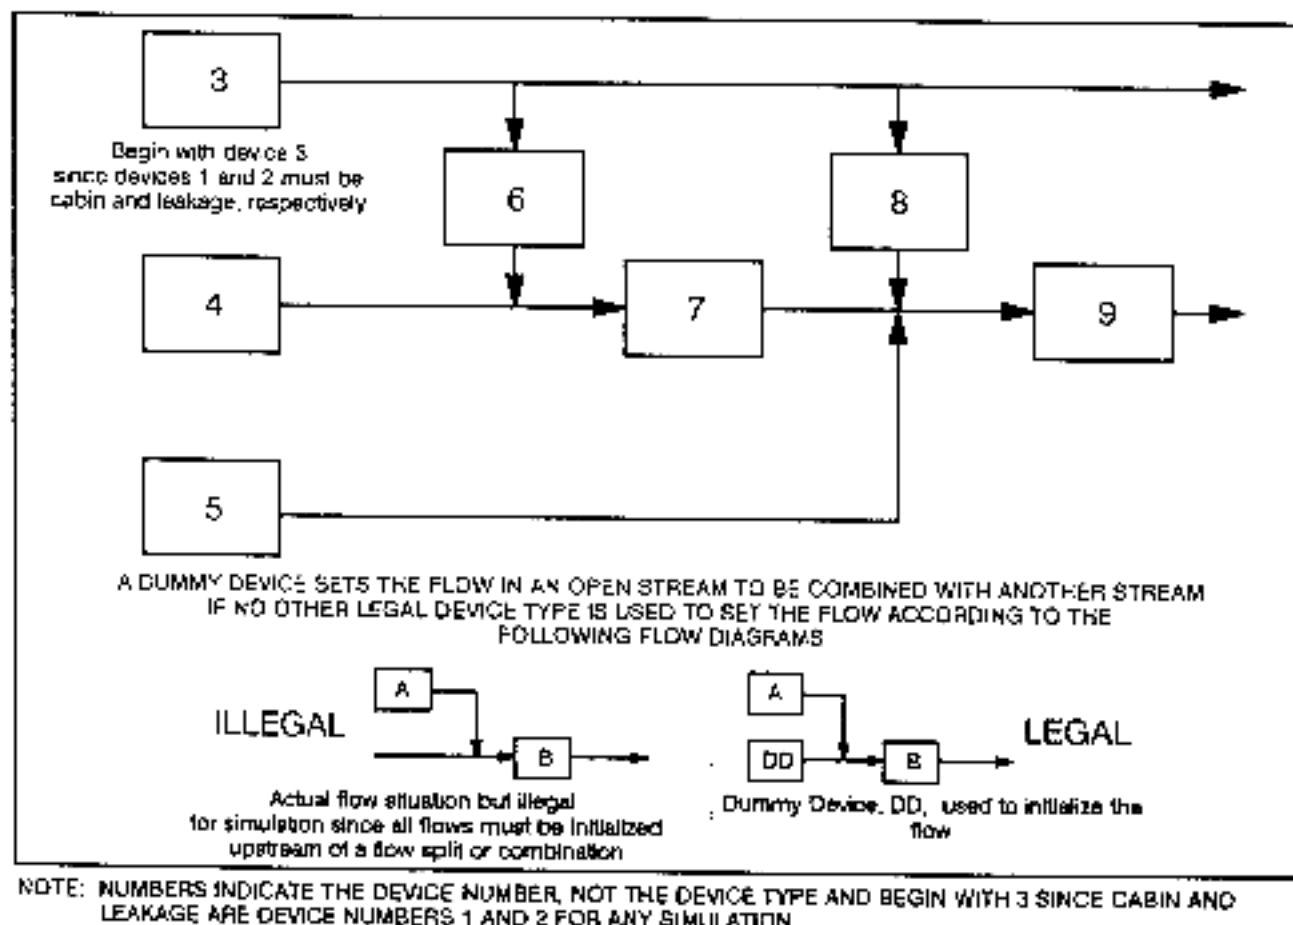 3
Begin with device 3
since devices 1 and 2 must be
cabin and leakage, respectively
6
8
4
7
9
5
A DUMMY DEVICE SETS THE FLOW IN AN OPEN STREAM TO BE COMBINED WITH ANOTHER STREAM
IF NO OTHER LEGAL DEVICE TYPE IS USED TO SET THE FLOW ACCORDING TO THE
FOLLOWING FLOW DIAGRAMS
ILLEGAL
A
B
Actual flow situation but illegal
for simulation since all flows must be initialized
upstream of a flow split or combination
A
DD
B
LEGAL
Dummy Device, DD, used to initialize the
flow
NOTE: NUMBERS INDICATE THE DEVICE NUMBER, NOT THE DEVICE TYPE AND BEGIN WITH 3 SINCE CABIN AND
LEAKAGE ARE DEVICE NUMBERS 1 AND 2 FOR ANY SIMULATION